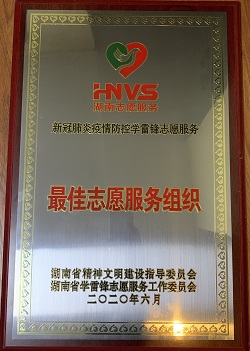 HNVS
湖南志愿服务
新冠肺炎疫情防控学雷锋志愿服务
最佳志愿服务组织
湖南省精神文明建设指导委员会
湖南省学雷锋志愿服务工作委员会
二〇二〇年六月